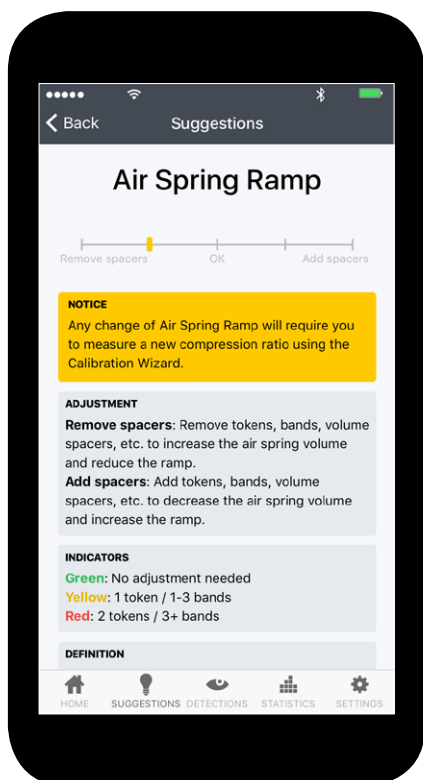 Back
Suggestions
Air Spring Ramp
Remove spacers
OK
Add spacers
NOTICE
Any change of Air Spring Ramp will require you
to measure a new compression ratio using the
Calibration Wizard.
ADJUSTMENT
Remove spacers: Remove tokens, bands, volume
spacers, etc. to increase the air spring volume
and reduce the ramp.
Add spacers: Add tokens, bands, volume
spacers, etc. to decrease the air spring volume
and increase the ramp.
INDICATORS
Green: No adjustment needed
Yellow: 1 token / 1-3 bands
Red: 2 tokens / 3+ bands
DEFINITION
HOME
SUGGESTIONS
DETECTIONS
STATISTICS
SETTINGS